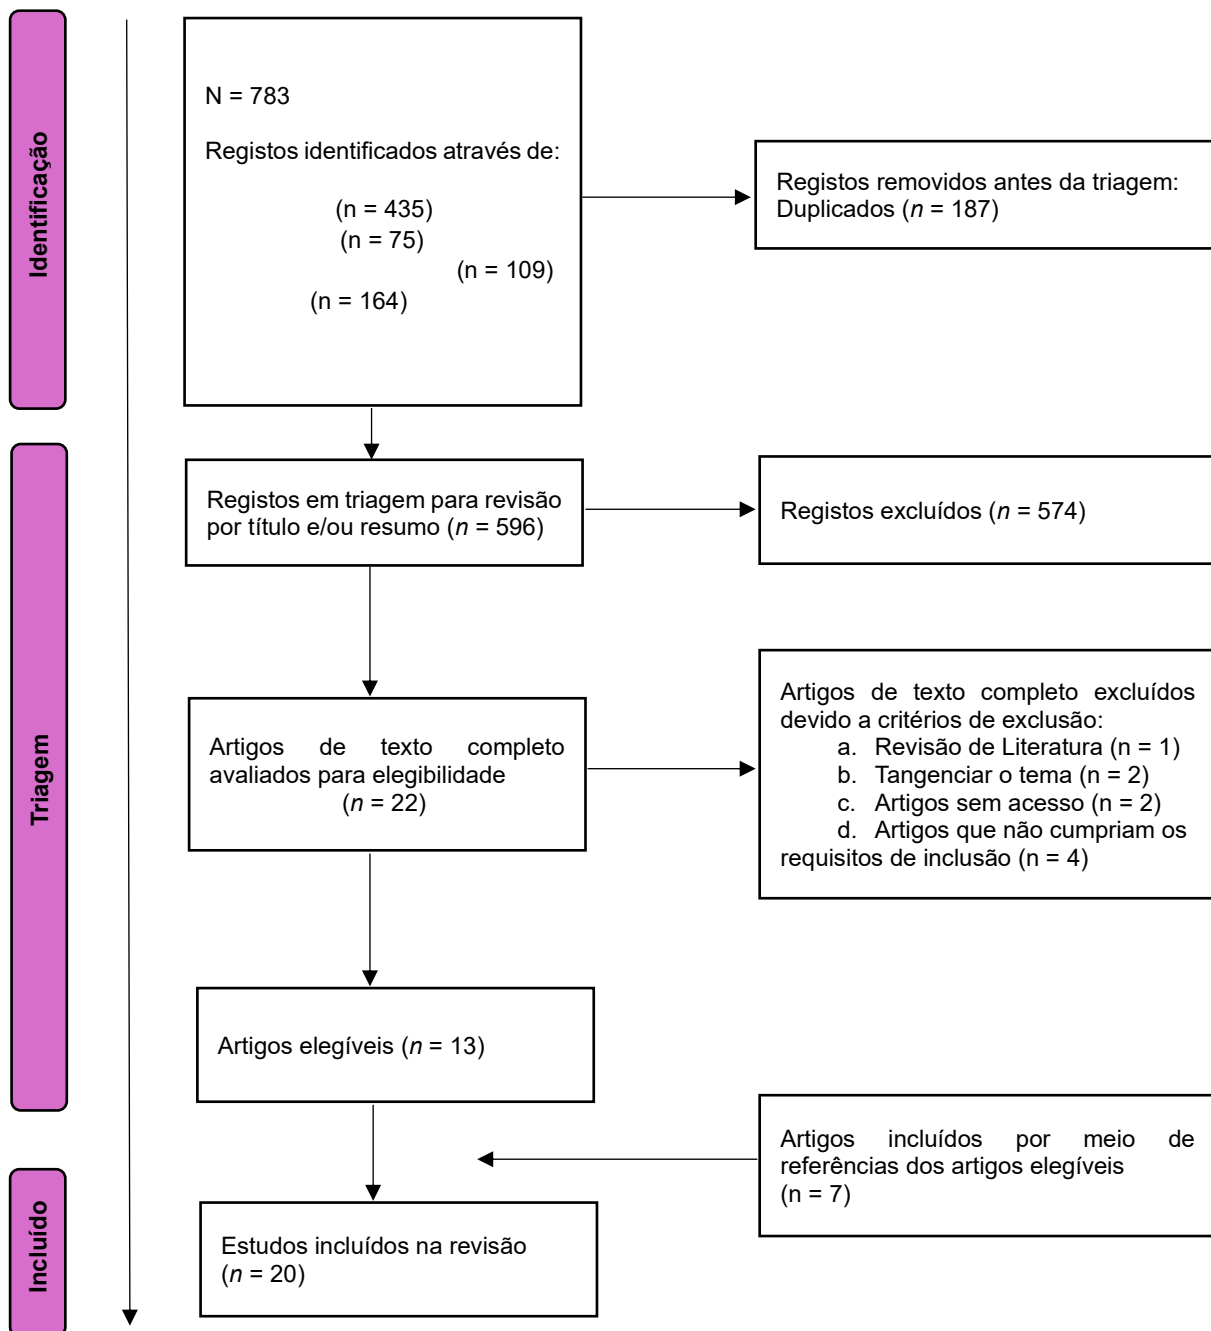 Identificação
N = 783
Registos identificados através de:
(n = 435)
(n = 75)
(n = 109)
(n = 164)
Registos removidos antes da triagem:
Duplicados (n = 187)
Triagem
Registos em triagem para revisão
por título e/ou resumo (n = 596)
Registos excluídos (n = 574)
Artigos de texto completo
avaliados para elegibilidade
(n = 22)
Artigos de texto completo excluídos
devido a critérios de exclusão:
a. Revisão de Literatura (n = 1)
b. Tangenciar o tema (n = 2)
c. Artigos sem acesso (n = 2)
d. Artigos que não cumpriam os
requisitos de inclusão (n = 4)
Artigos elegíveis (n = 13)
Artigos incluídos por meio de
referências dos artigos elegíveis
(n = 7)
Incluído
Estudos incluídos na revisão
(n = 20)